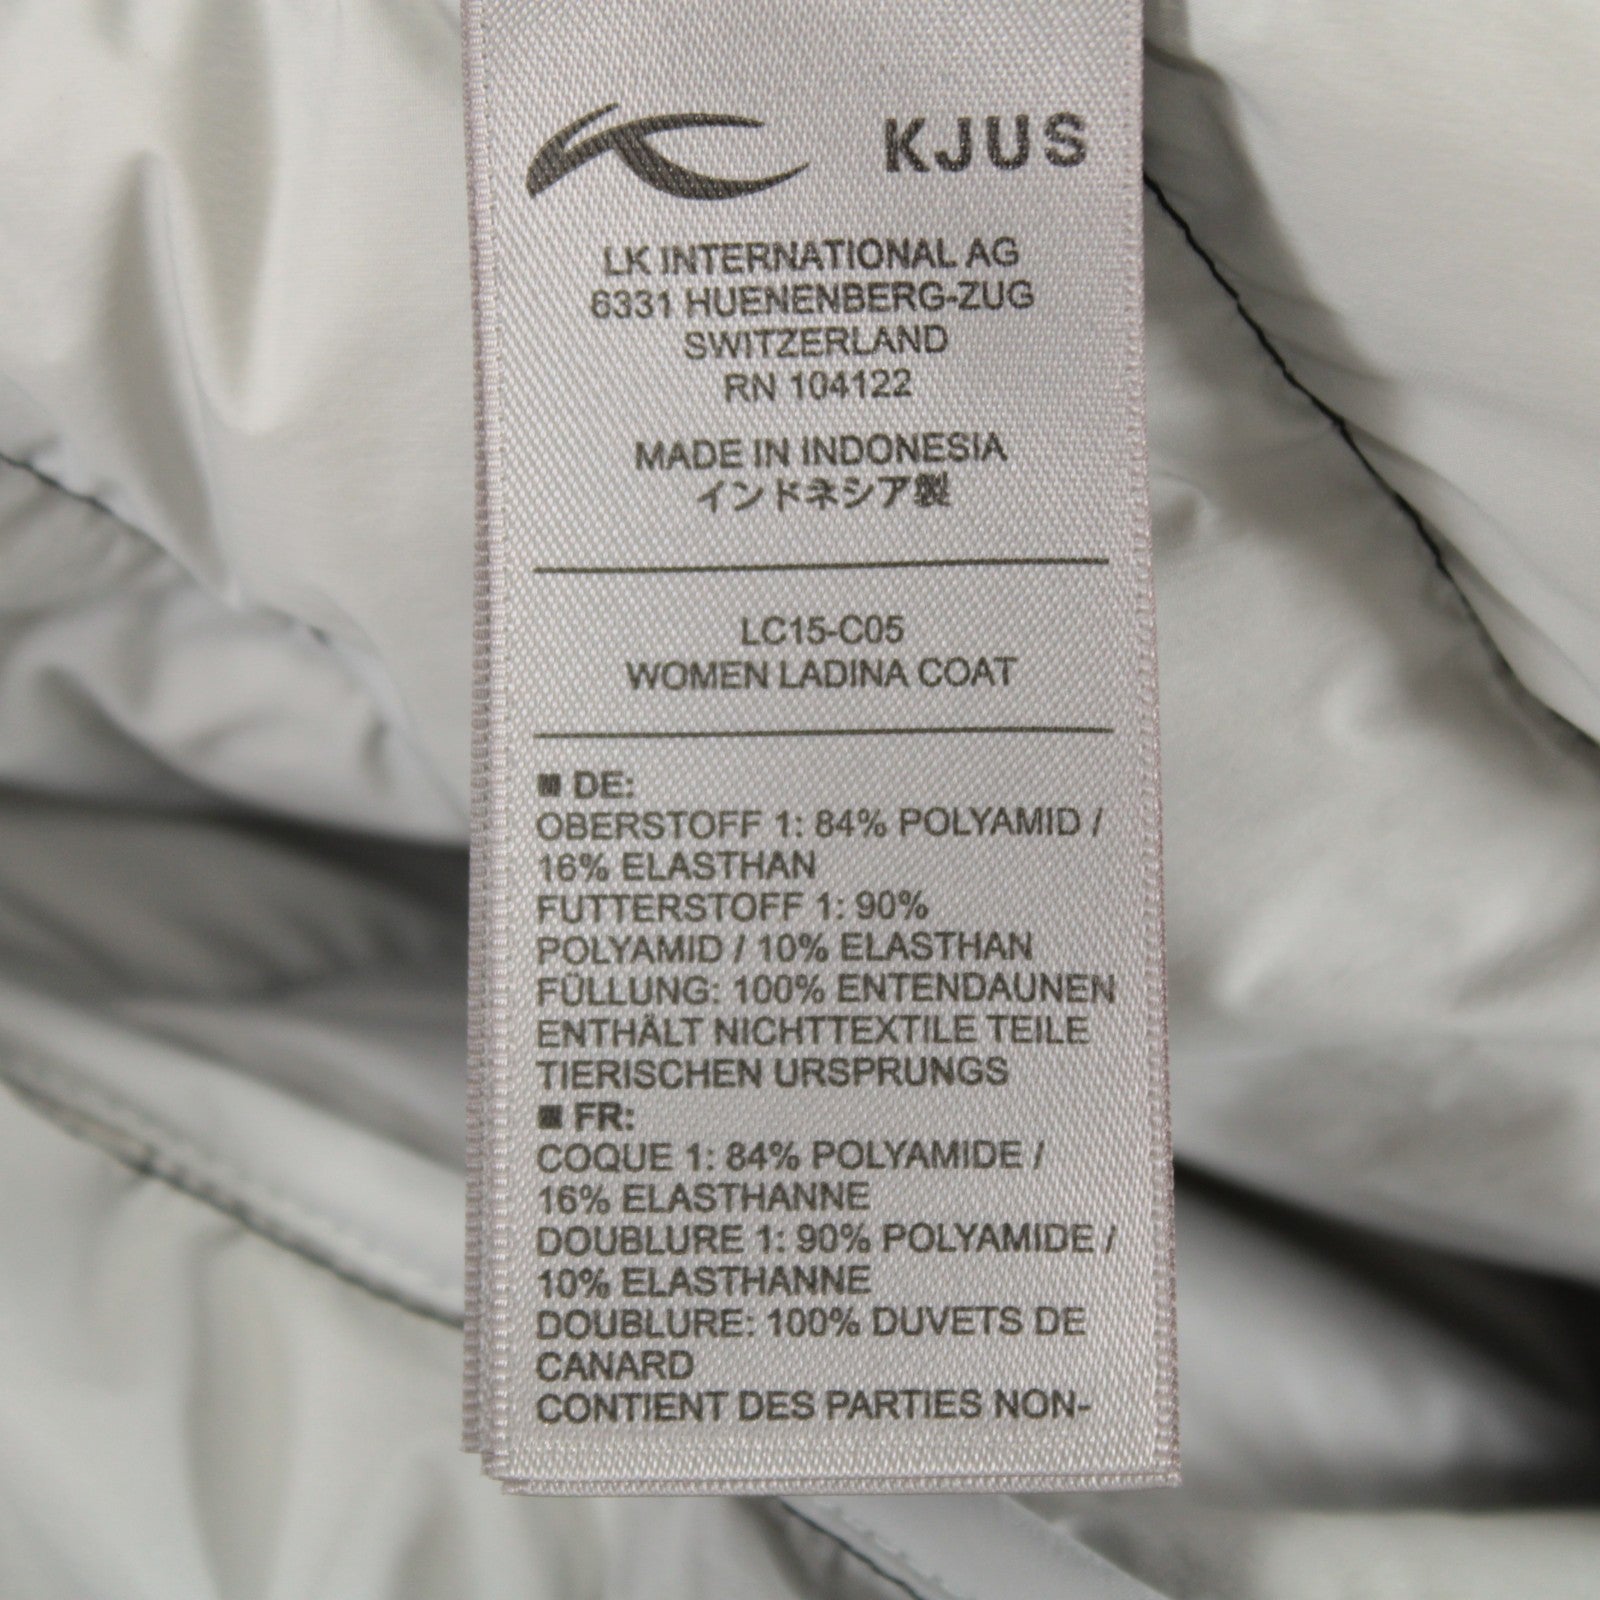 KJUS
LK INTERNATIONAL AG
6331 HUENENBERG-ZUG
SWITZERLAND
RN 104122
MADE IN INDONESIA
インドネシア製
LC15-C05
WOMEN LADINA COAT
DE:
OBERSTOFF 1: 84% POLYAMID /
16% ELASTHAN
FUTTERSTOFF 1: 90%
POLYAMID / 10% ELASTHAN
FÜLLUNG: 100% ENTENDAUNEN
ENTHÄLT NICHTTEXTILE TEILE
TIERISCHEN URSPRUNGS
FR:
COQUE 1: 84% POLYAMIDE /
16% ELASTHANNE
DOUBLURE 1: 90% POLYAMIDE /
10% ELASTHANNE
DOUBLURE: 100% DUVETS DE
CANARD
CONTIENT DES PARTIES NON-